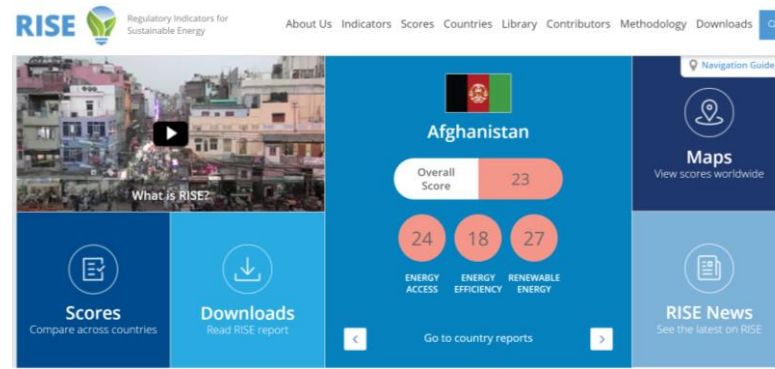 RISE
Regulatory Indicators for
Sustainable Energy
About Us Indicators Scores Countries Library Contributors Methodology Downloads
Navigation Guide
What is RISE?
Scores
Compare across countries
Downloads
Read RISE report
Afghanistan
Overall
Score
23
24 18 27
ENERGY ENERGY RENEWABLE
ACCESS EFFICIENCY ENERGY
< Go to country reports >
Maps
View scores worldwide
RISE News
See the latest on RISE